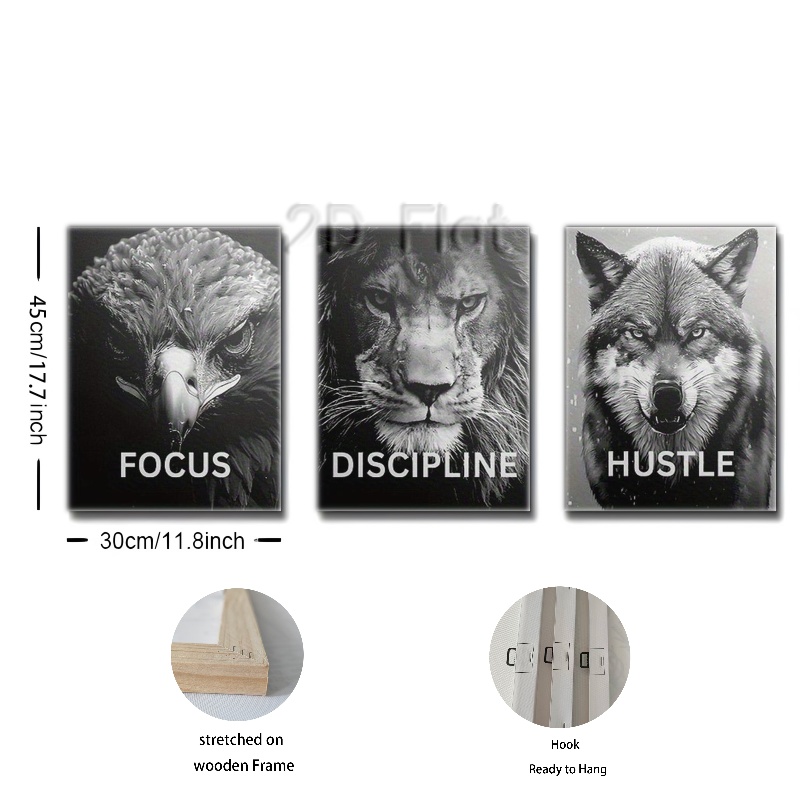 2D Flat
45cm/17.7inch
FOCUS
DISCIPLINE
HUSTLE
30cm/11.8inch
stretched on
wooden Frame
Hook
Ready to Hang